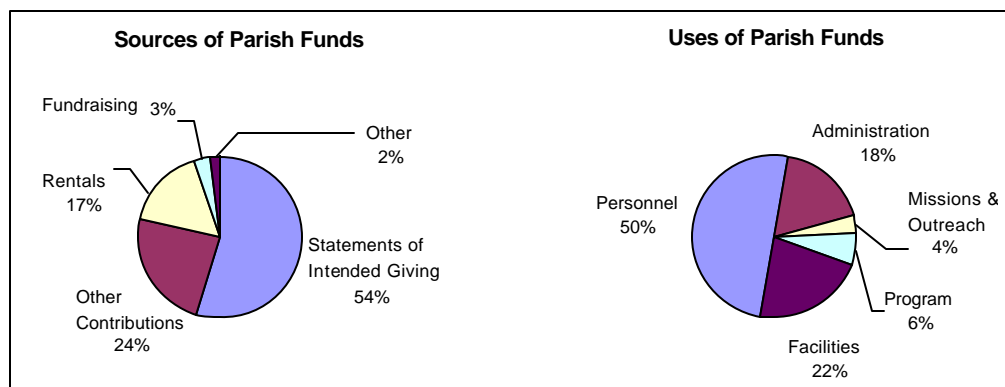 Sources of Parish Funds
Fundraising 3%
Other
2%
Rentals
17%
Statements of
Intended Giving
54%
Other
Contributions
24%
Uses of Parish Funds
Administration
18%
Personnel
50%
Missions &
Outreach
4%
Program
6%
Facilities
22%